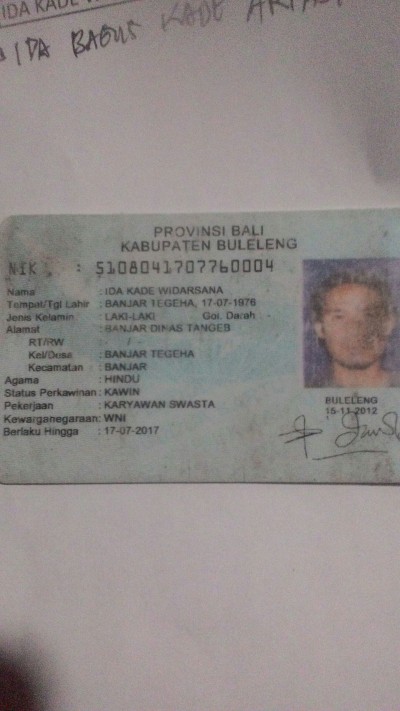 IDA KADE
IDA BAGUS KADE
PROVINSI BALI
KABUPATEN BULELENG
NIK : 5108041707760004
Nama : IDA KADE WIDARSANA
Tempat/Tgl Lahir : BANJAR TEGEHA, 17-07-1976
Jenis Kelamin : LAKI-LAKI Gol. Darah : -
Alamat : BANJAR DINAS TANGEB
RT/RW : - / -
Kel/Desa : BANJAR TEGEHA
Kecamatan : BANJAR
Agama : HINDU
Status Perkawinan : KAWIN
Pekerjaan : KARYAWAN SWASTA
Kewarganegaraan : WNI
Berlaku Hingga : 17-07-2017
BULELENG
15-11-2012